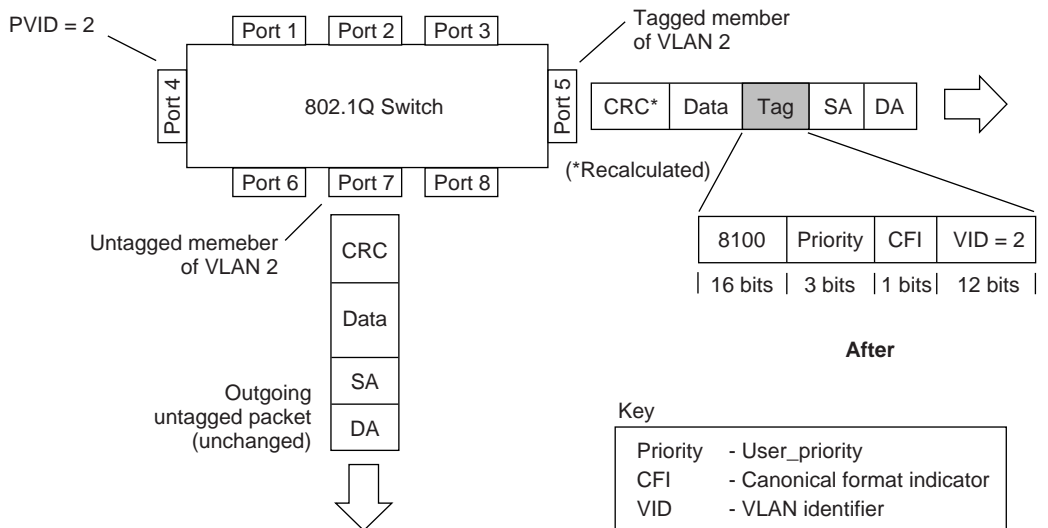 PVID = 2
Port 1
Port 2
Port 3
Tagged member
of VLAN 2
Port 4
802.1Q Switch
Port 5
CRC*
Data
Tag
SA
DA
(*Recalculated)
Port 6
Port 7
Port 8
Untagged memeber
of VLAN 2
CRC
Data
SA
DA
8100
Priority
CFI
VID = 2
16 bits
3 bits
1 bits
12 bits
After
Outgoing
untagged packet
(unchanged)
Key
Priority - User_priority
CFI - Canonical format indicator
VID - VLAN identifier